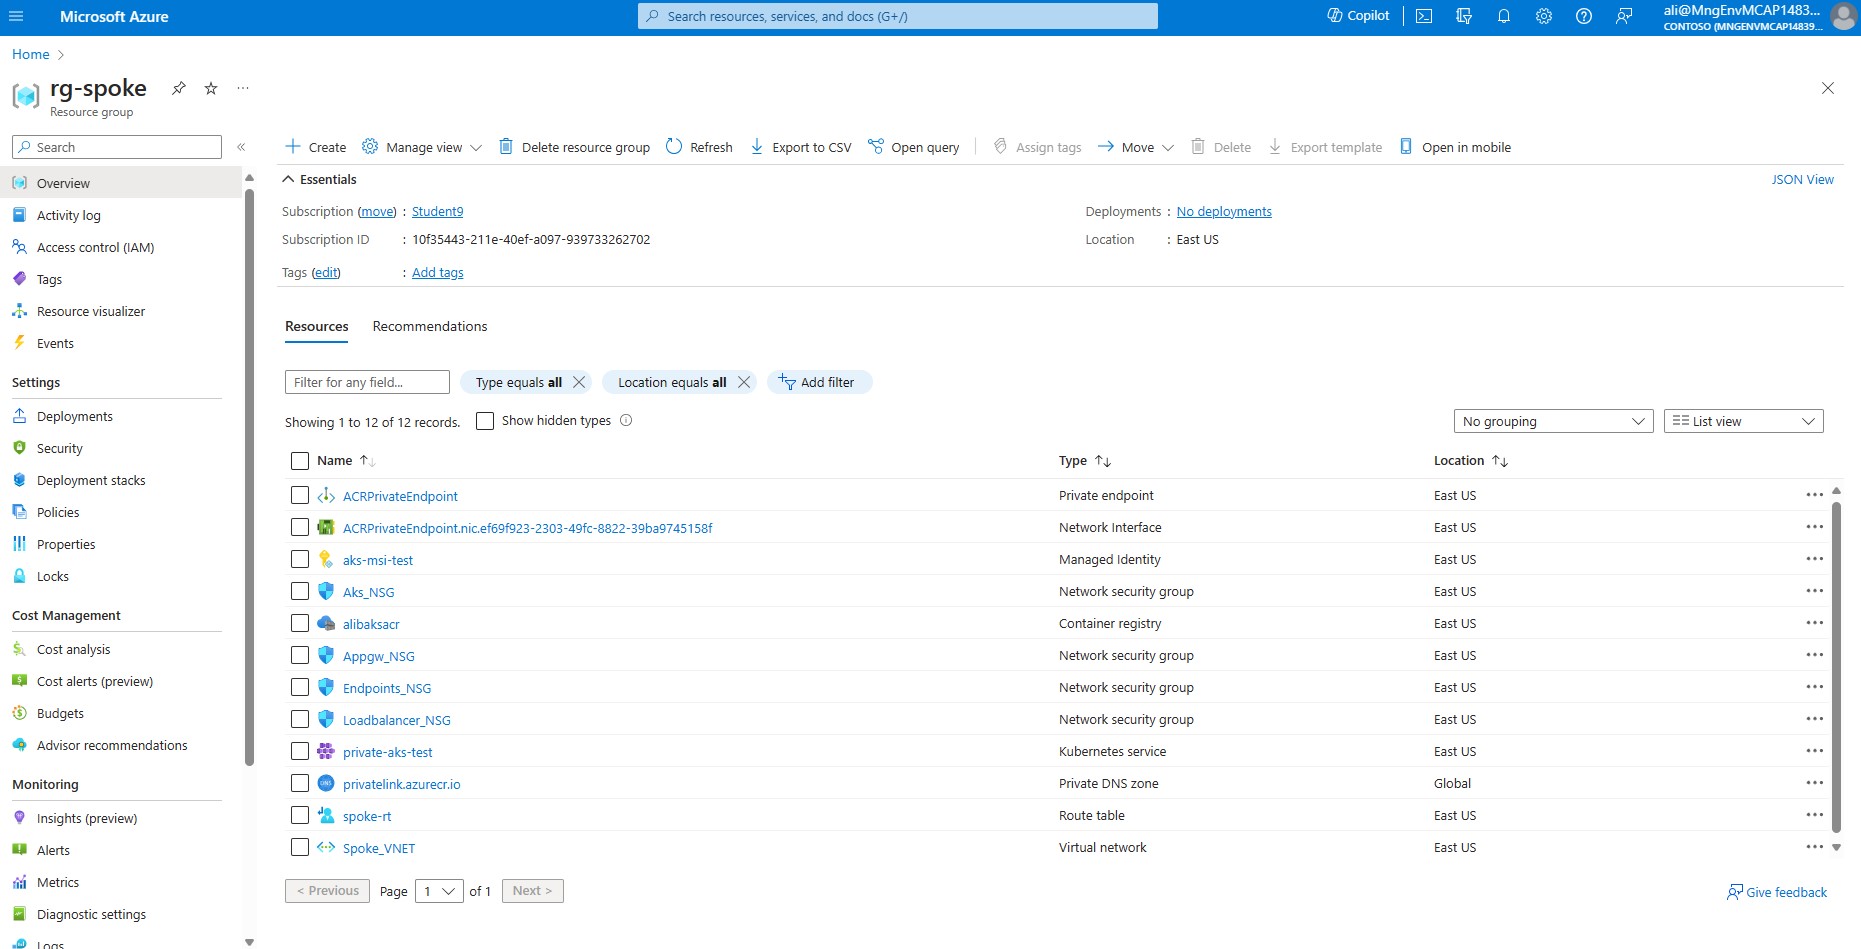 Microsoft Azure
Search resources, services, and docs (G+/)
Copilot
ali@MngEnvMCAP1483...
CONTOSO (MNGENVMCAP14839...
Home
rg-spoke
Resource group
Search
Create
Manage view
Delete resource group
Refresh
Export to CSV
Open query
Assign tags
Move
Delete
Export template
Open in mobile
Overview
Activity log
Access control (IAM)
Tags
Resource visualizer
Events
Settings
Deployments
Security
Deployment stacks
Policies
Properties
Locks
Cost Management
Cost analysis
Cost alerts (preview)
Budgets
Advisor recommendations
Monitoring
Insights (preview)
Alerts
Metrics
Diagnostic settings
Logs
Essentials
JSON View
Subscription (move) : Student9
Deployments : No deployments
Subscription ID : 10f35443-211e-40ef-a097-939733262702
Location : East US
Tags (edit) : Add tags
Resources Recommendations
Filter for any field...
Type equals all
Location equals all
Add filter
Showing 1 to 12 of 12 records.
Show hidden types
No grouping
List view
Name Type Location
ACRPrivateEndpoint Private endpoint East US
ACRPrivateEndpoint.nic.ef69f923-2303-49fc-8822-39ba9745158f Network Interface East US
aks-msi-test Managed Identity East US
Aks_NSG Network security group East US
alibaksacr Container registry East US
Appgw_NSG Network security group East US
Endpoints_NSG Network security group East US
Loadbalancer_NSG Network security group East US
private-aks-test Kubernetes service East US
DNS privatelink.azurecr.io Private DNS zone Global
spoke-rt Route table East US
Spoke_VNET Virtual network East US
< Previous Page 1 of 1 Next >
Give feedback